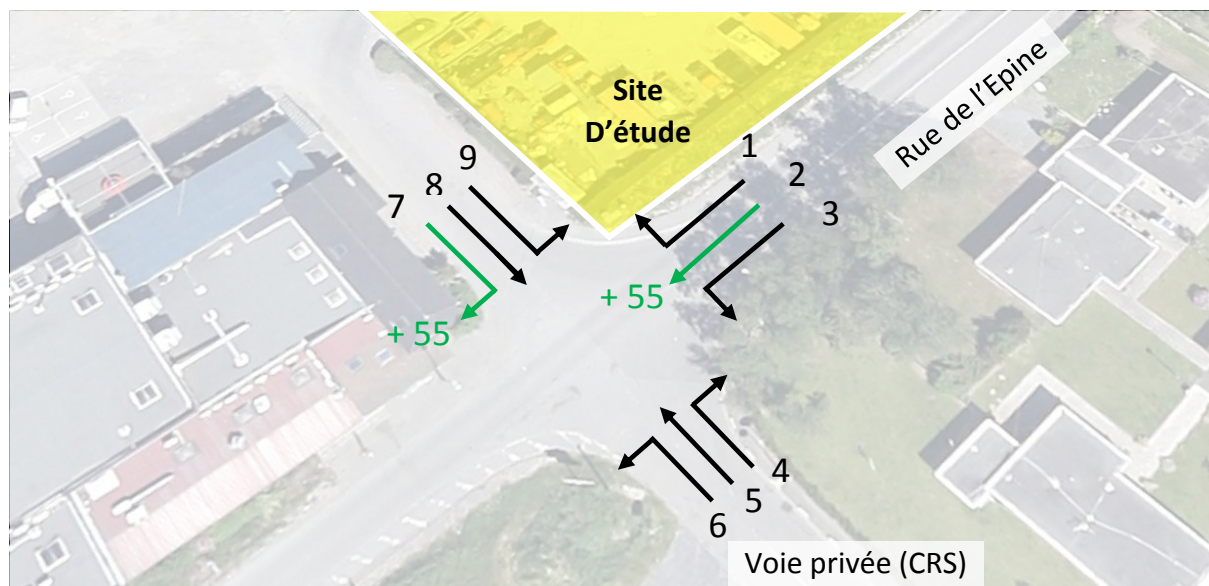 Site
D'étude
Rue de l'Epine
1
2
3
9
8
7
+ 55
+ 55
4
5
6
Voie privée (CRS)